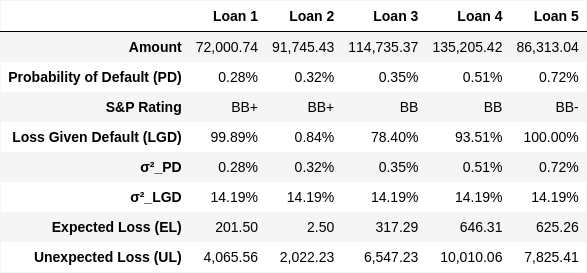 Loan 1 Loan 2 Loan 3 Loan 4 Loan 5
Amount 72,000.74 91,745.43 114,735.37 135,205.42 86,313.04
Probability of Default (PD) 0.28% 0.32% 0.35% 0.51% 0.72%
S&P Rating BB+ BB+ BB BB BB-
Loss Given Default (LGD) 99.89% 0.84% 78.40% 93.51% 100.00%
σ²_PD 0.28% 0.32% 0.35% 0.51% 0.72%
σ²_LGD 14.19% 14.19% 14.19% 14.19% 14.19%
Expected Loss (EL) 201.50 2.50 317.29 646.31 625.26
Unexpected Loss (UL) 4,065.56 2,022.23 6,547.23 10,010.06 7,825.41